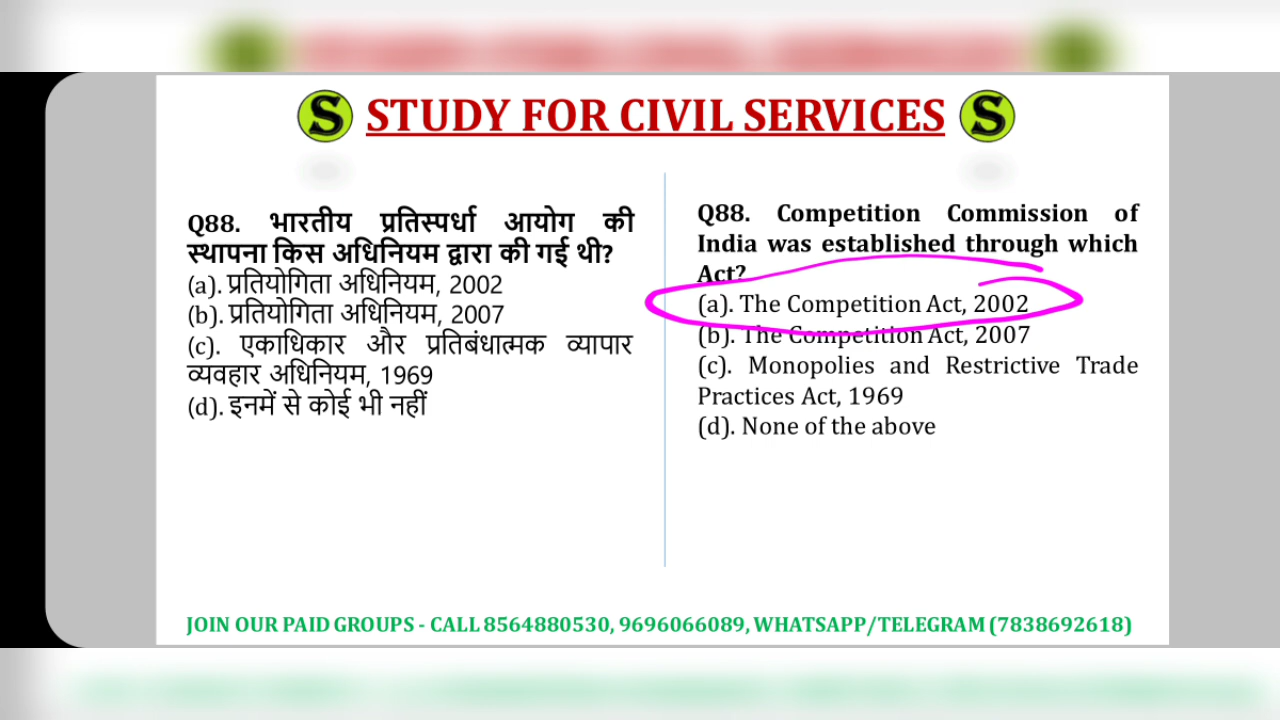 S STUDY FOR CIVIL SERVICES S
Q88. भारतीय प्रतिस्पर्धा आयोग की
स्थापना किस अधिनियम द्वारा की गई थी?
(a). प्रतियोगिता अधिनियम, 2002
(b). प्रतियोगिता अधिनियम, 2007
(c). एकाधिकार और प्रतिबंधात्मक व्यापार
व्यवहार अधिनियम, 1969
(d). इनमें से कोई भी नहीं
Q88. Competition Commission of
India was established through which
Act?
(a). The Competition Act, 2002
(b). The Competition Act, 2007
(c). Monopolies and Restrictive Trade
Practices Act, 1969
(d). None of the above
JOIN OUR PAID GROUPS - CALL 8564880530, 9696066089, WHATSAPP/TELEGRAM (7838692618)